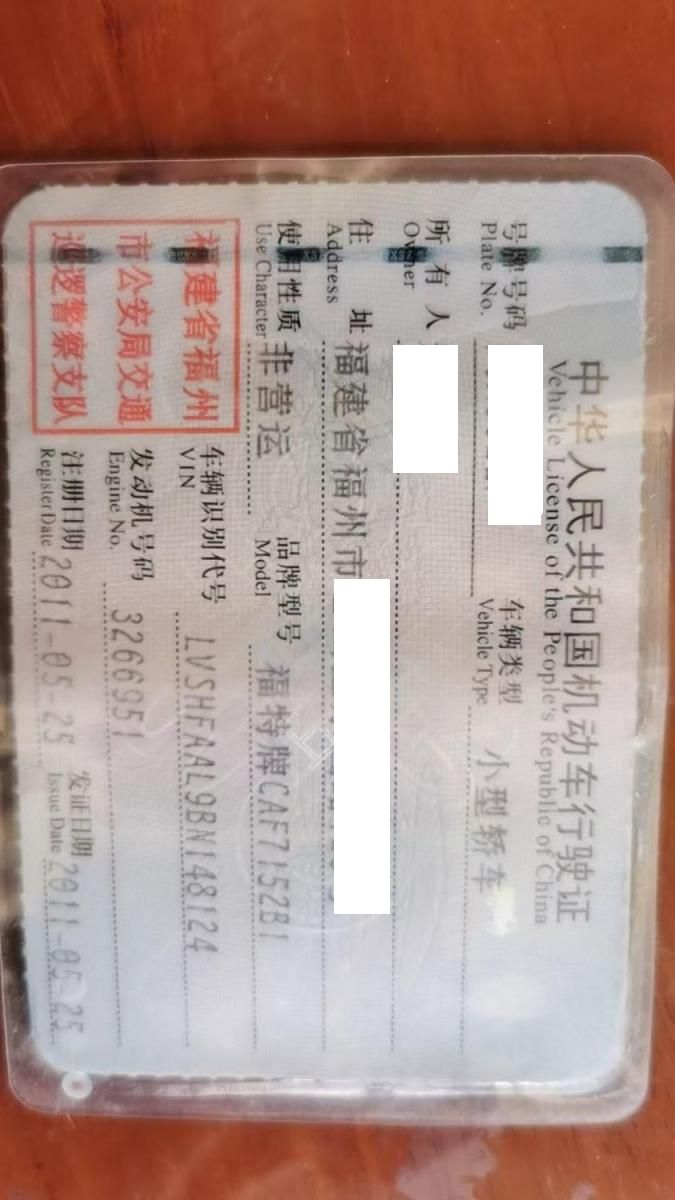 中华人民共和国机动车行驶证
Vehicle License of the People's Republic of China
号牌号码
Plate No.
车辆类型 小型轿车
Vehicle Type
所有人
Owner
住址 福建省福州市
Address
使用性质 非营运 品牌型号 福特牌CAF7152B1
Use Character Model
福建省福州
市公安局交通
巡逻警察支队
车辆识别代号 LVSHFAAL9BN148124
VIN
发动机号码 3266951
Engine No.
注册日期 2011-05-25 发证日期 2011-05-25
Register Date Issue Date